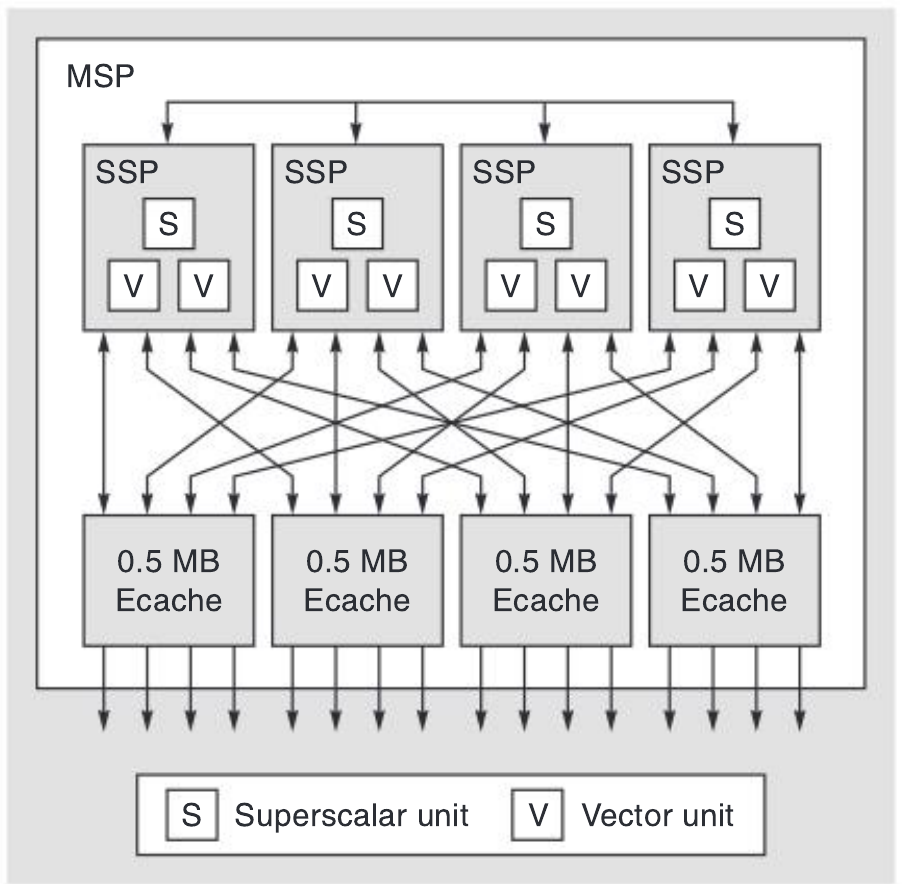 MSP
SSP SSP SSP SSP
S S S S
V V V V V V V V
0.5 MB 0.5 MB 0.5 MB 0.5 MB
Ecache Ecache Ecache Ecache
S Superscalar unit V Vector unit